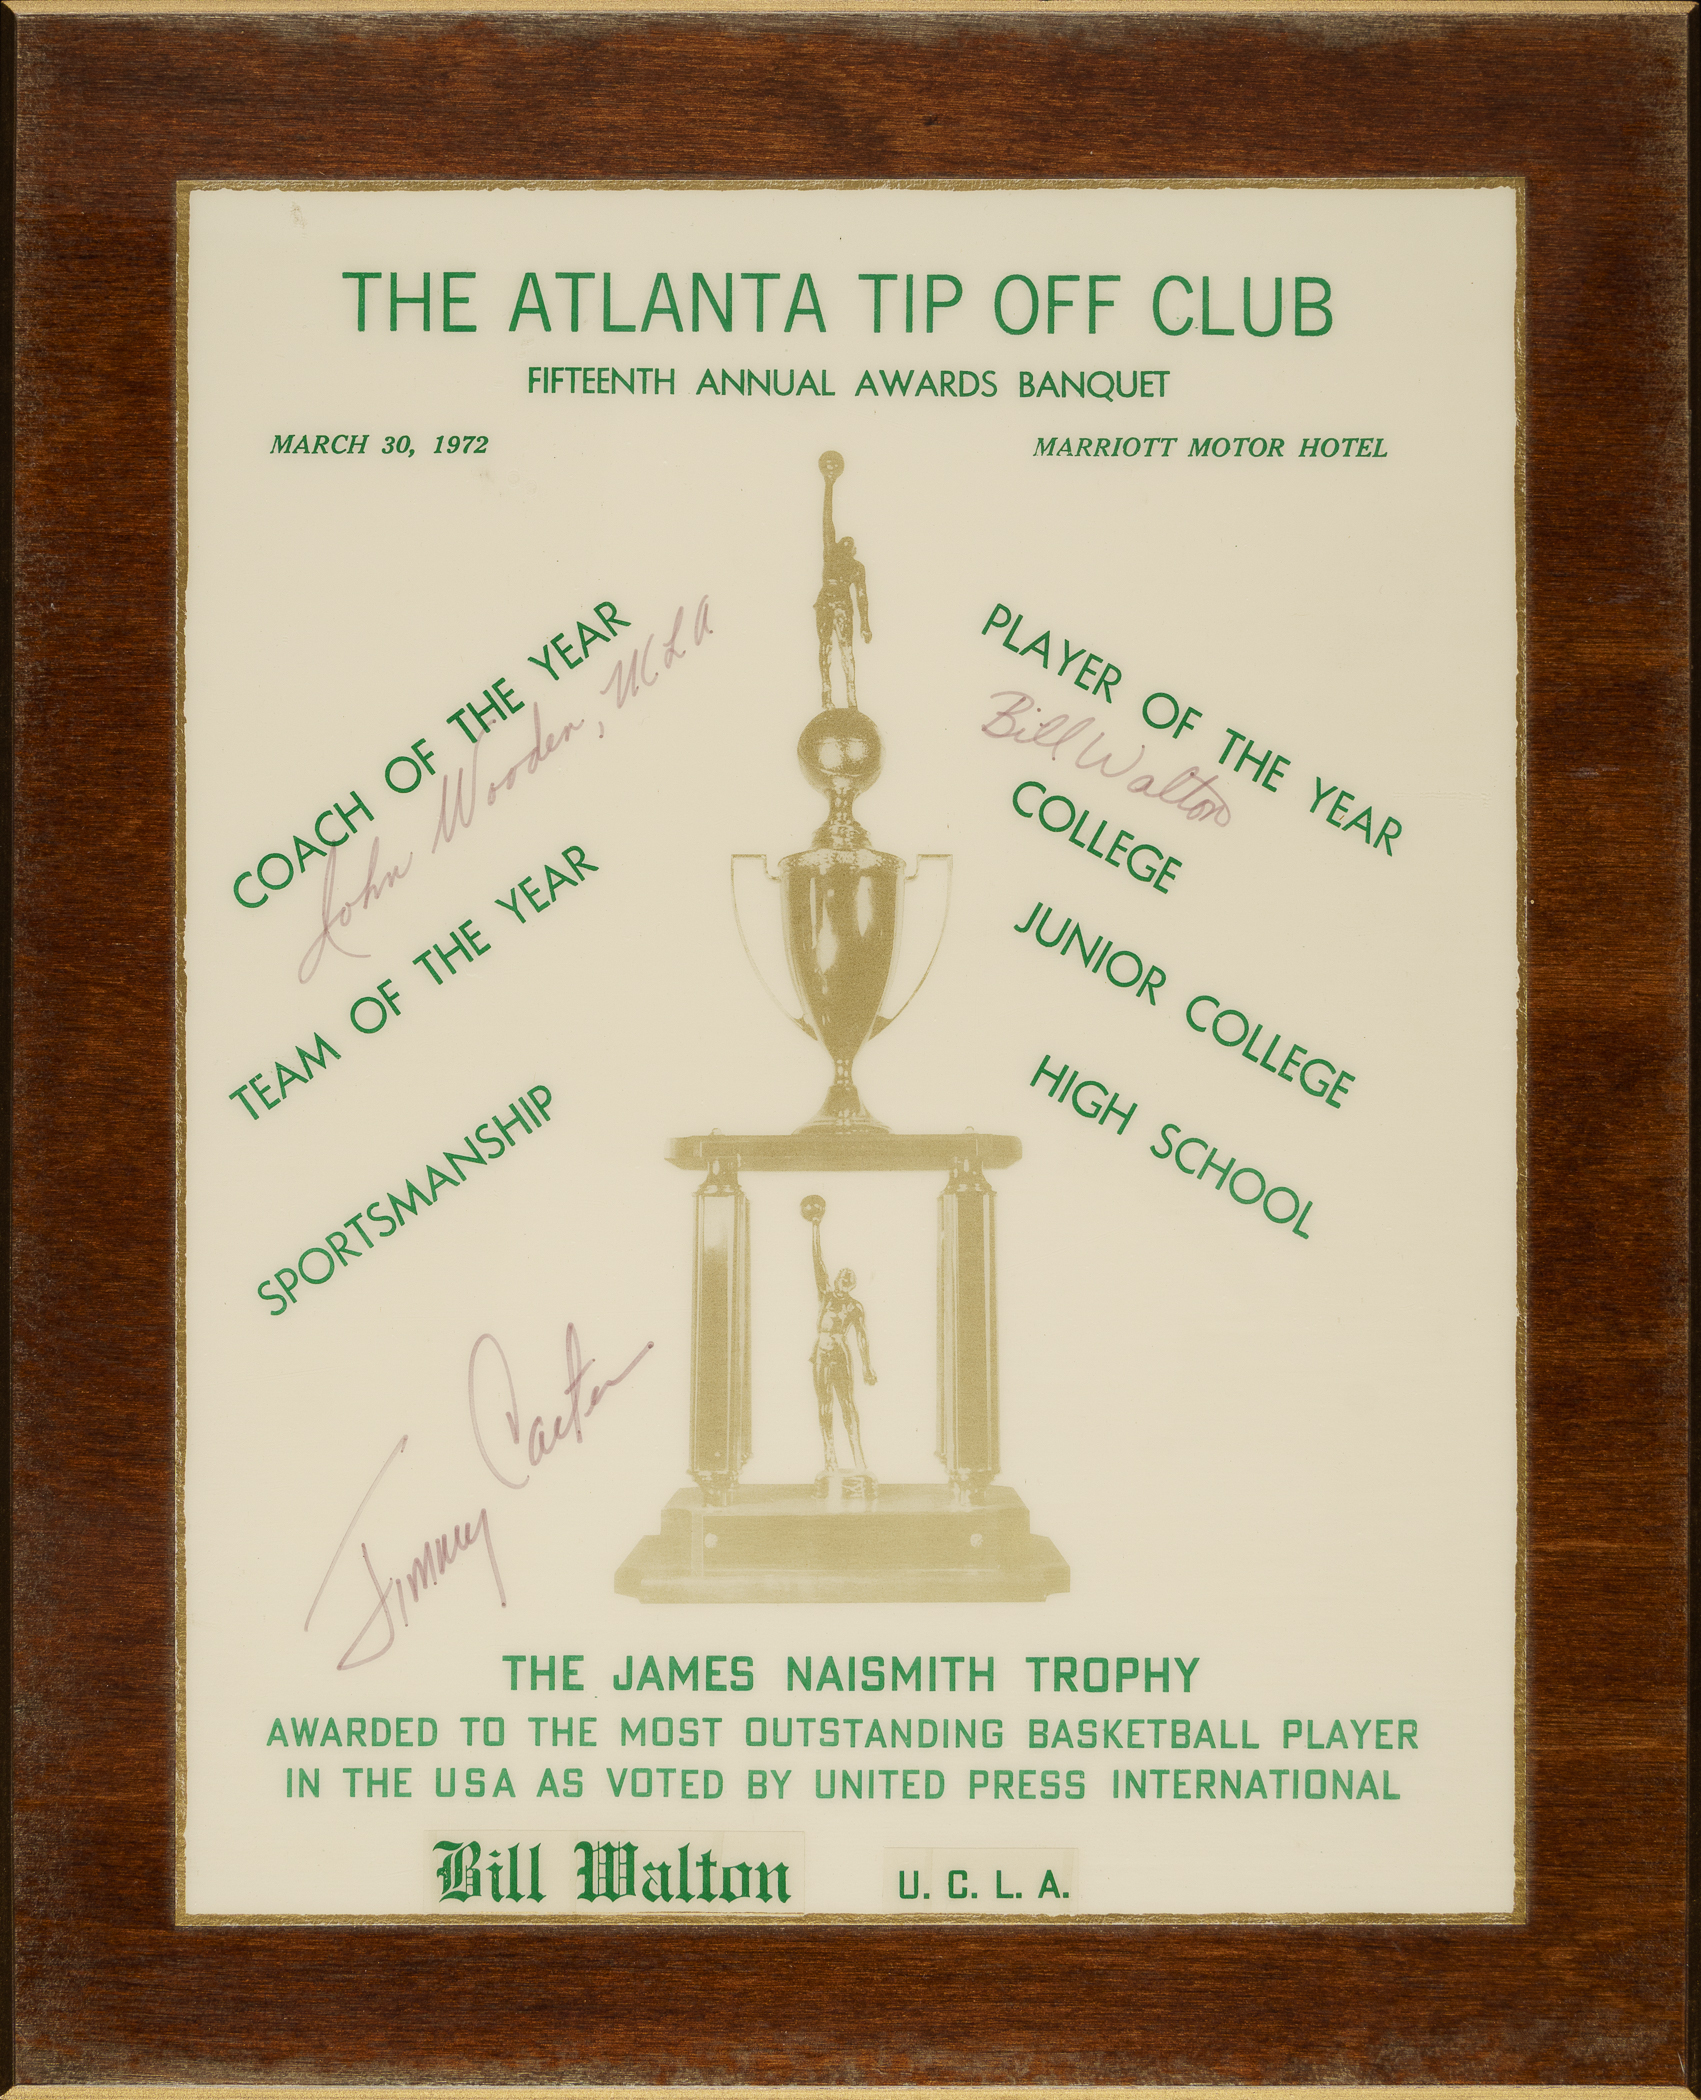 THE ATLANTA TIP OFF CLUB
FIFTEENTH ANNUAL AWARDS BANQUET
MARCH 30, 1972
MARRIOTT MOTOR HOTEL
COACH OF THE YEAR
John Wooden, UCLA
TEAM OF THE YEAR
SPORTSMANSHIP
PLAYER OF THE YEAR
Bill Walton
COLLEGE
JUNIOR COLLEGE
HIGH SCHOOL
Jimmy Carter
THE JAMES NAISMITH TROPHY
AWARDED TO THE MOST OUTSTANDING BASKETBALL PLAYER
IN THE USA AS VOTED BY UNITED PRESS INTERNATIONAL
Bill Walton U. C. L. A.